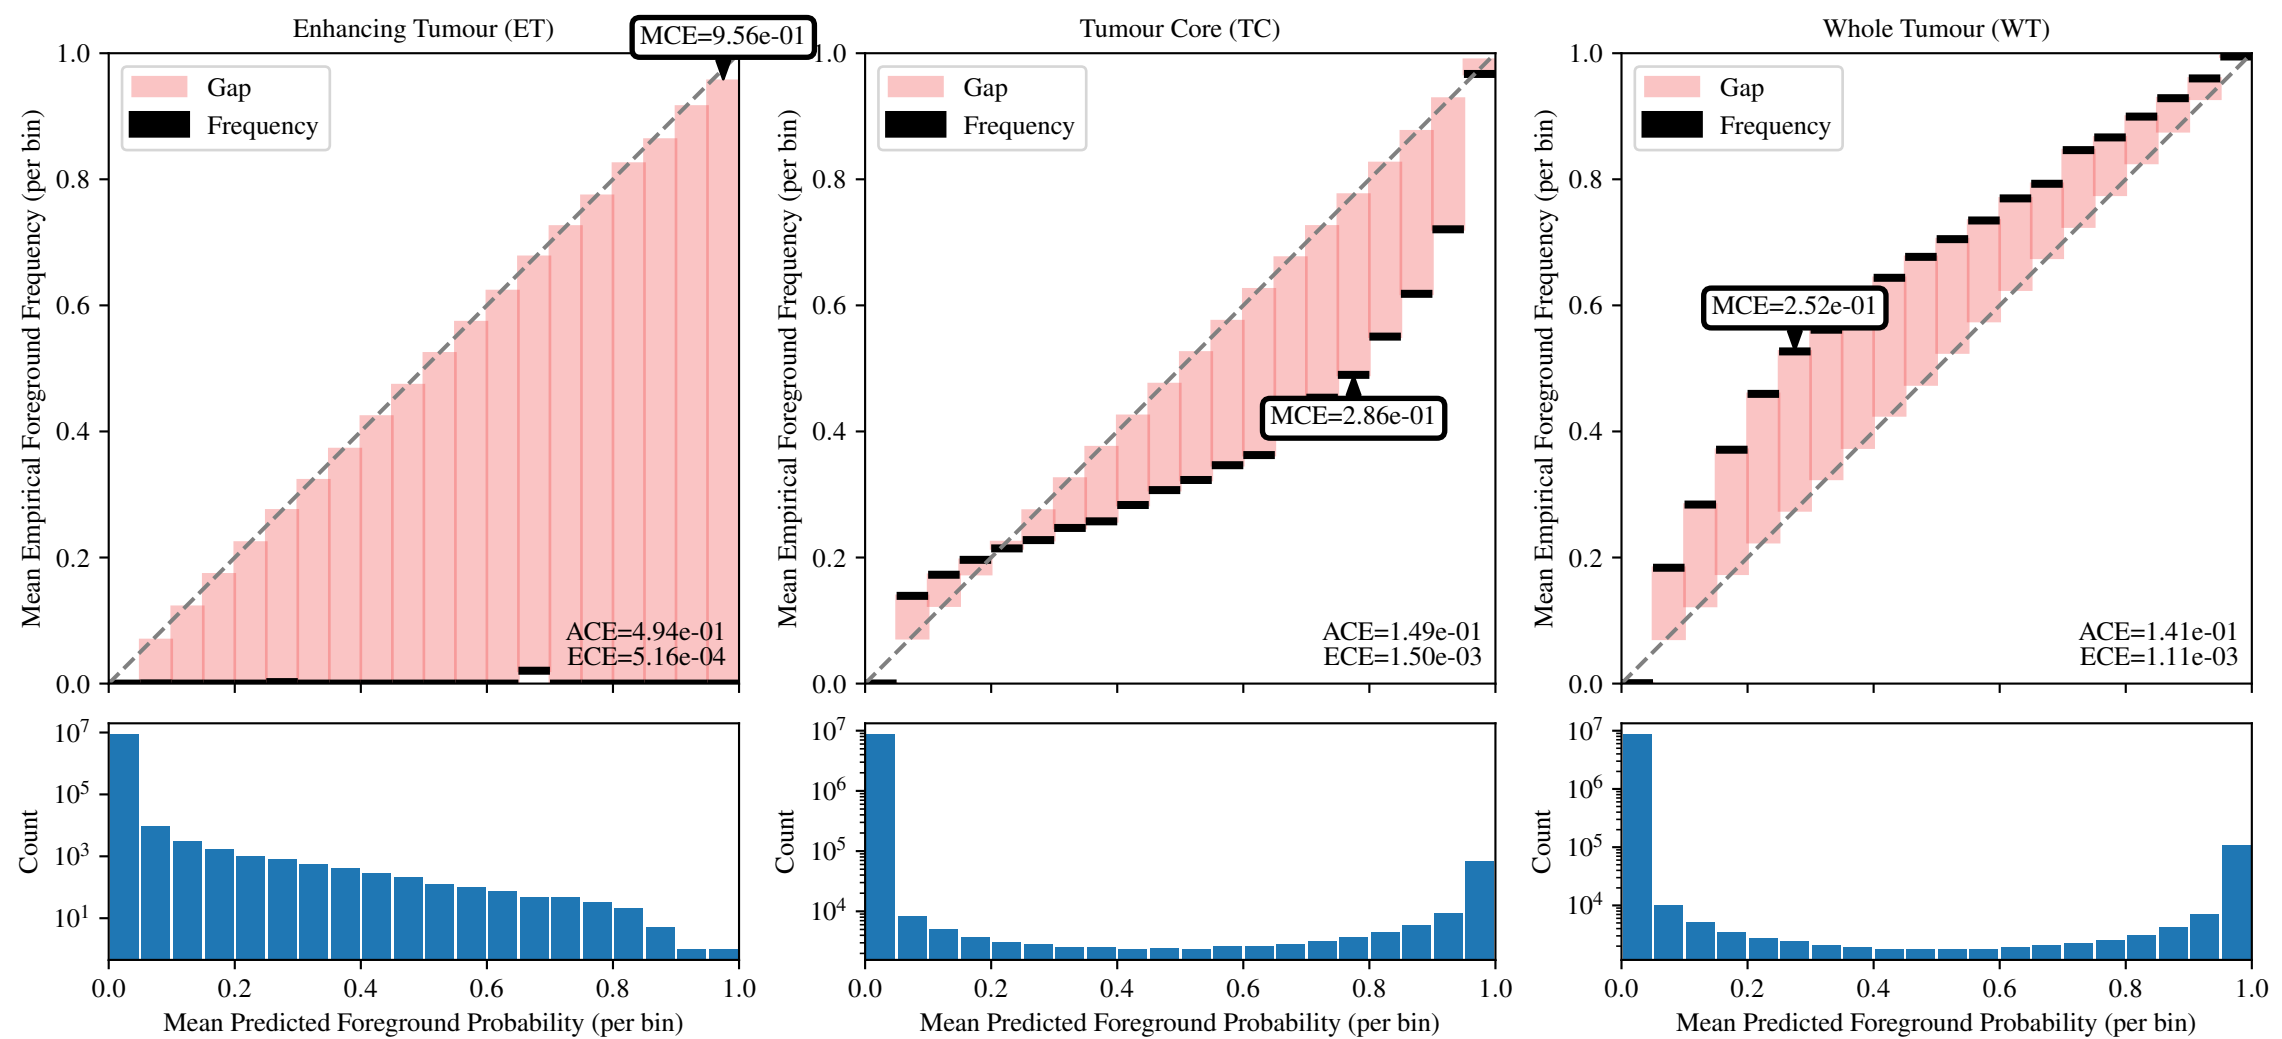 Enhancing Tumour (ET)
MCE=9.56e-01
Gap
Frequency
Mean Empirical Foreground Frequency (per bin)
1.0
0.8
0.6
0.4
0.2
0.0
ACE=4.94e-01
ECE=5.16e-04
Count
10^7
10^5
10^3
10^1
0.0 0.2 0.4 0.6 0.8 1.0
Mean Predicted Foreground Probability (per bin)
Tumour Core (TC)
Gap
Frequency
Mean Empirical Foreground Frequency (per bin)
1.0
0.8
0.6
0.4
0.2
0.0
MCE=2.86e-01
ACE=1.49e-01
ECE=1.50e-03
Count
10^7
10^6
10^5
10^4
0.0 0.2 0.4 0.6 0.8 1.0
Mean Predicted Foreground Probability (per bin)
Whole Tumour (WT)
Gap
Frequency
Mean Empirical Foreground Frequency (per bin)
1.0
0.8
0.6
0.4
0.2
0.0
MCE=2.52e-01
ACE=1.41e-01
ECE=1.11e-03
Count
10^7
10^6
10^5
10^4
0.0 0.2 0.4 0.6 0.8 1.0
Mean Predicted Foreground Probability (per bin)